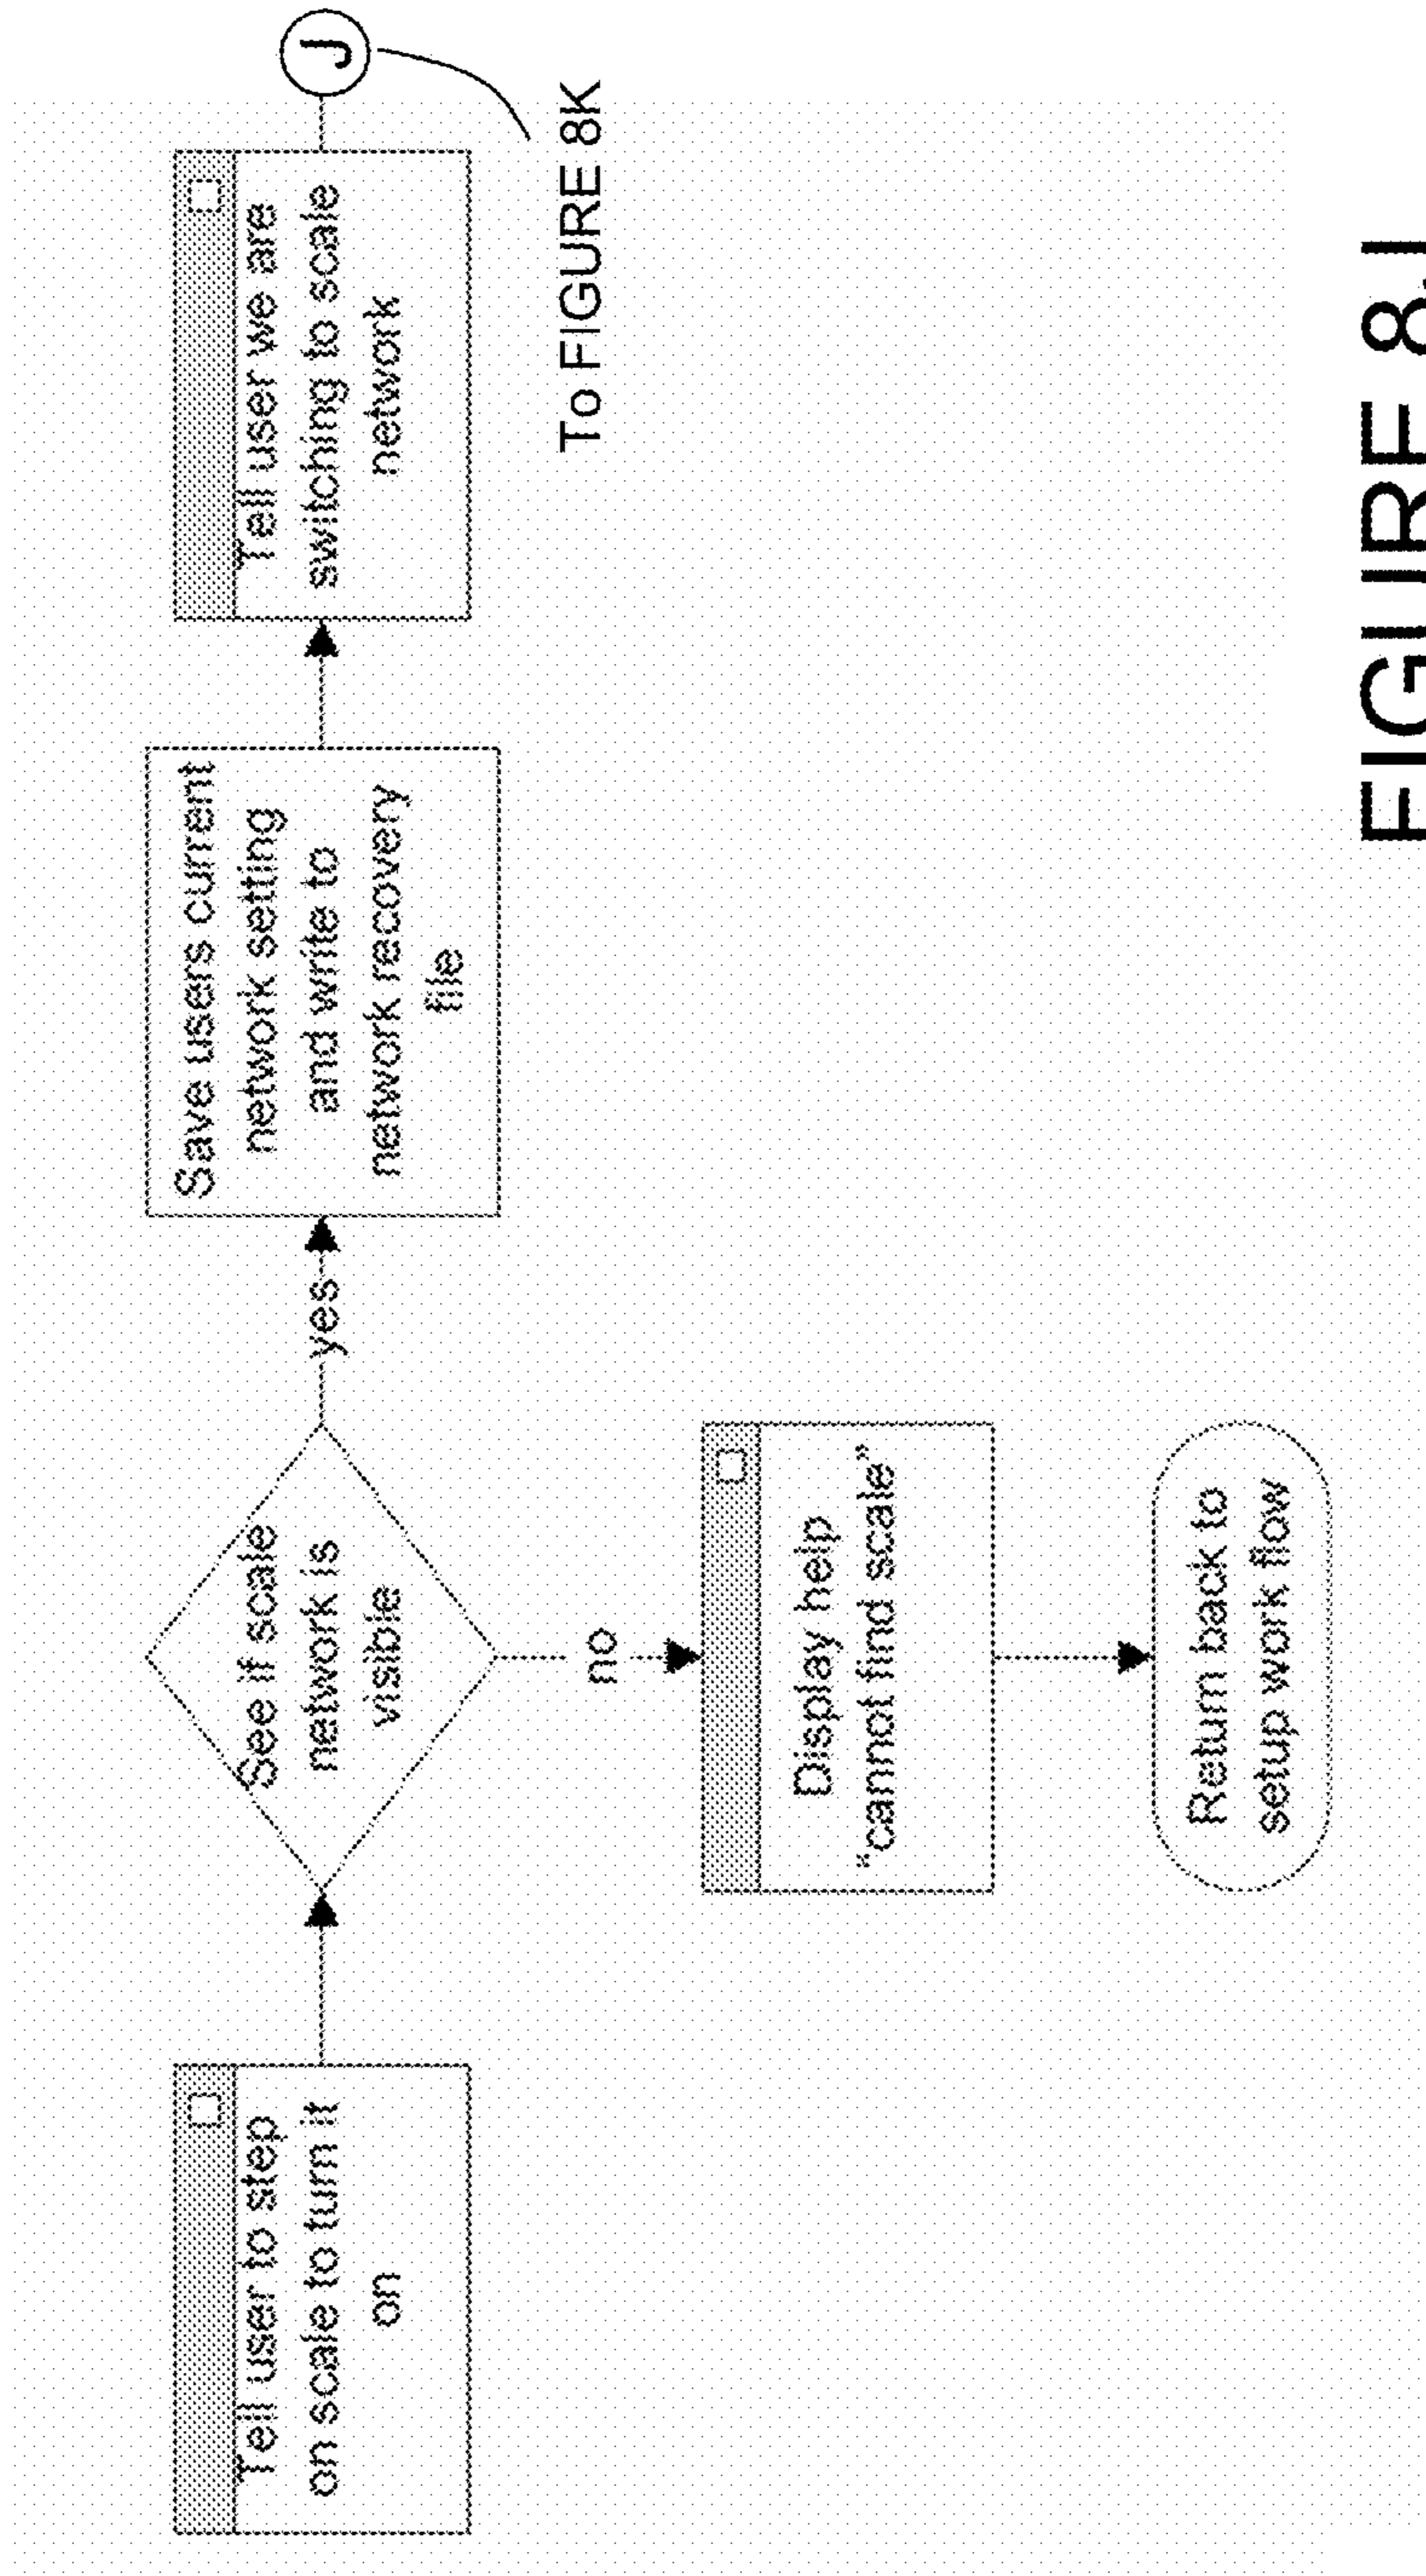 Tell user to step
on scale to turn it
on
See if scale
network is
visible
yes
Save users current
network setting
and write to
network recovery
file
Tell user we are
switching to scale
network
J
To FIGURE 8K
no
Display help
“cannot find scale”
Return back to
setup work flow
FIGURE 8J